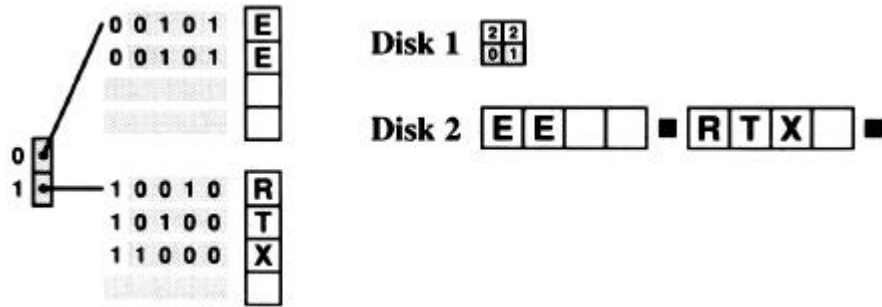 0 0 1 0 1 E
0 0 1 0 1 E
0
1
1 0 0 1 0 R
1 0 1 0 0 T
1 1 0 0 0 X
Disk 1 2 2
0 1
Disk 2 E E R T X